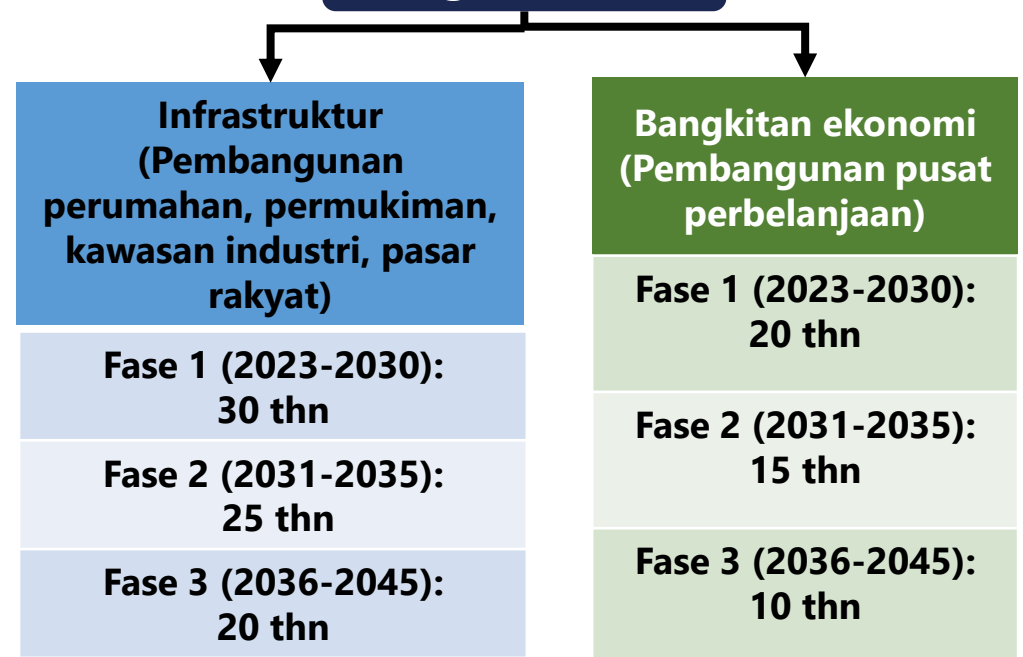 Infrastruktur
(Pembangunan
perumahan, permukiman,
kawasan industri, pasar
rakyat)
Fase 1 (2023-2030):
30 thn
Fase 2 (2031-2035):
25 thn
Fase 3 (2036-2045):
20 thn
Bangkitan ekonomi
(Pembangunan pusat
perbelanjaan)
Fase 1 (2023-2030):
20 thn
Fase 2 (2031-2035):
15 thn
Fase 3 (2036-2045):
10 thn